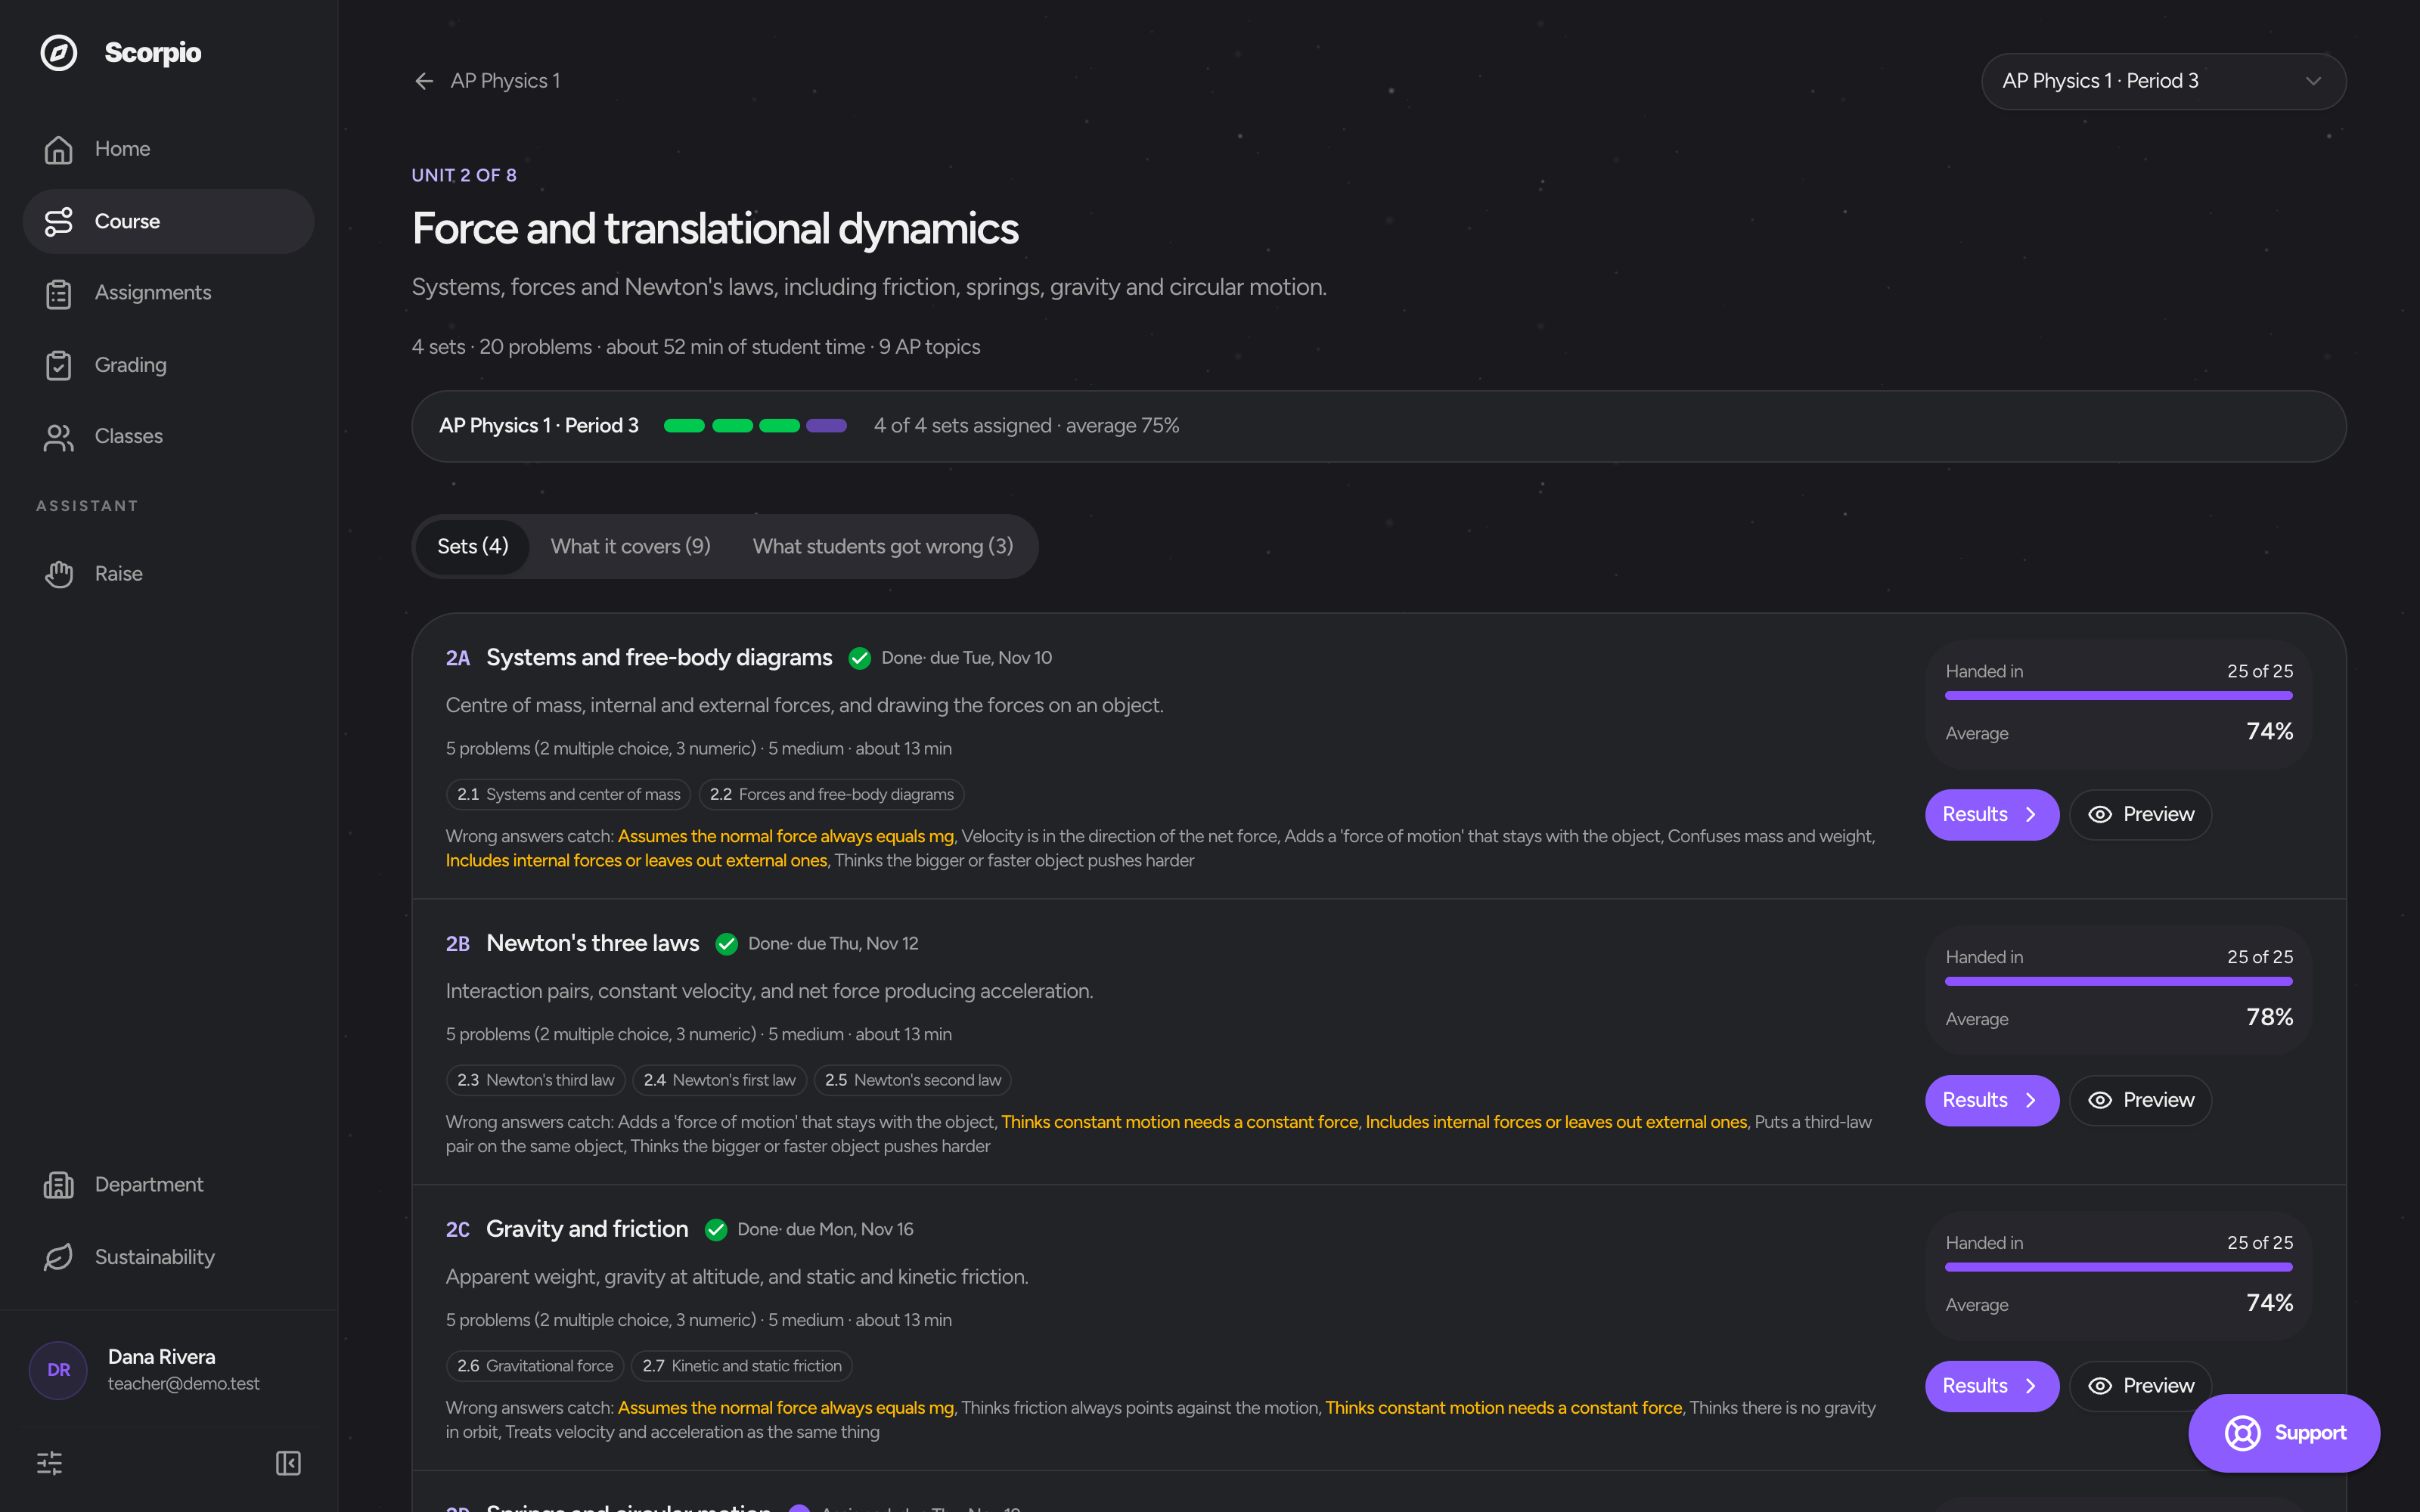 Scorpio
Home
Course
Assignments
Grading
Classes
ASSISTANT
Raise
Department
Sustainability
DR
Dana Rivera
teacher@demo.test
AP Physics 1
AP Physics 1 · Period 3
UNIT 2 OF 8
Force and translational dynamics
Systems, forces and Newton's laws, including friction, springs, gravity and circular motion.
4 sets · 20 problems · about 52 min of student time · 9 AP topics
AP Physics 1 · Period 3 4 of 4 sets assigned · average 75%
Sets (4) What it covers (9) What students got wrong (3)
2A Systems and free-body diagrams Done· due Tue, Nov 10
Centre of mass, internal and external forces, and drawing the forces on an object.
5 problems (2 multiple choice, 3 numeric) · 5 medium · about 13 min
2.1 Systems and center of mass 2.2 Forces and free-body diagrams
Wrong answers catch: Assumes the normal force always equals mg, Velocity is in the direction of the net force, Adds a 'force of motion' that stays with the object, Confuses mass and weight,
Includes internal forces or leaves out external ones, Thinks the bigger or faster object pushes harder
Handed in 25 of 25
Average 74%
Results Preview
2B Newton's three laws Done· due Thu, Nov 12
Interaction pairs, constant velocity, and net force producing acceleration.
5 problems (2 multiple choice, 3 numeric) · 5 medium · about 13 min
2.3 Newton's third law 2.4 Newton's first law 2.5 Newton's second law
Wrong answers catch: Adds a 'force of motion' that stays with the object, Thinks constant motion needs a constant force, Includes internal forces or leaves out external ones, Puts a third-law
pair on the same object, Thinks the bigger or faster object pushes harder
Handed in 25 of 25
Average 78%
Results Preview
2C Gravity and friction Done· due Mon, Nov 16
Apparent weight, gravity at altitude, and static and kinetic friction.
5 problems (2 multiple choice, 3 numeric) · 5 medium · about 13 min
2.6 Gravitational force 2.7 Kinetic and static friction
Wrong answers catch: Assumes the normal force always equals mg, Thinks friction always points against the motion, Thinks constant motion needs a constant force, Thinks there is no gravity
in orbit, Treats velocity and acceleration as the same thing
Handed in 25 of 25
Average 74%
Results Preview
Support
2D Springs and circular motion